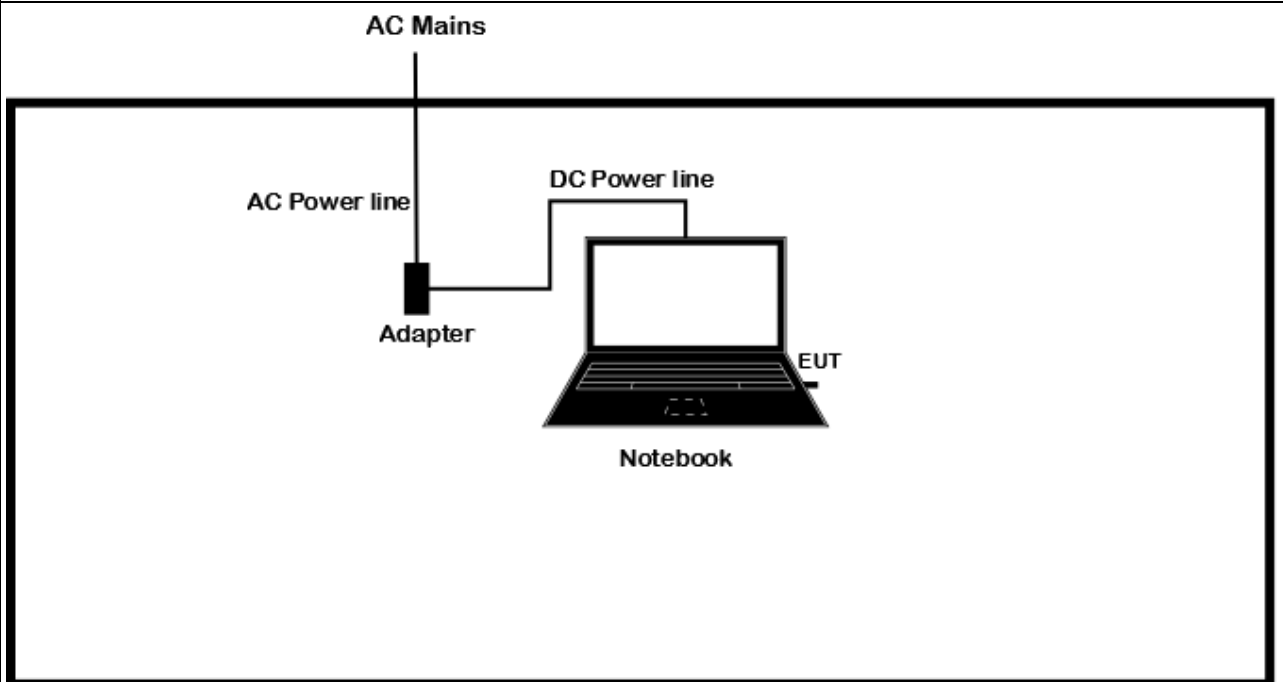 AC Mains
DC Power line
AC Power line
Adapter
EUT
Notebook